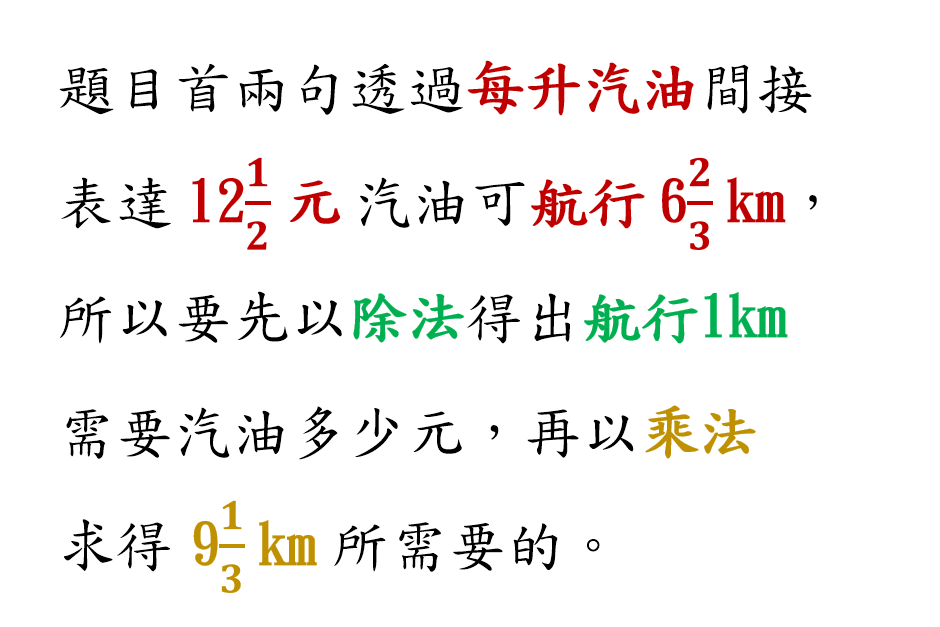 題目首兩句透過每升汽油間接
表達 12 1/2 元 汽油可航行 6 2/3 km，
所以要先以除法得出航行1km
需要汽油多少元，再以乘法
求得 9 1/3 km 所需要的。